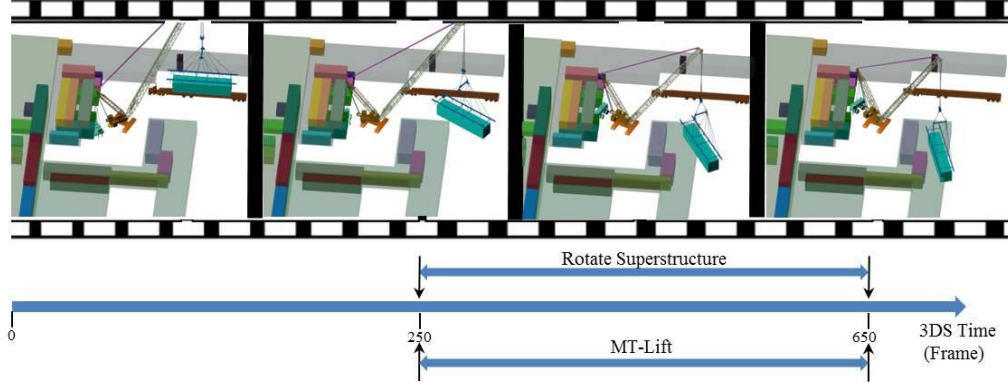 Rotate Superstructure
0
250
650
3DS Time
(Frame)
MT-Lift